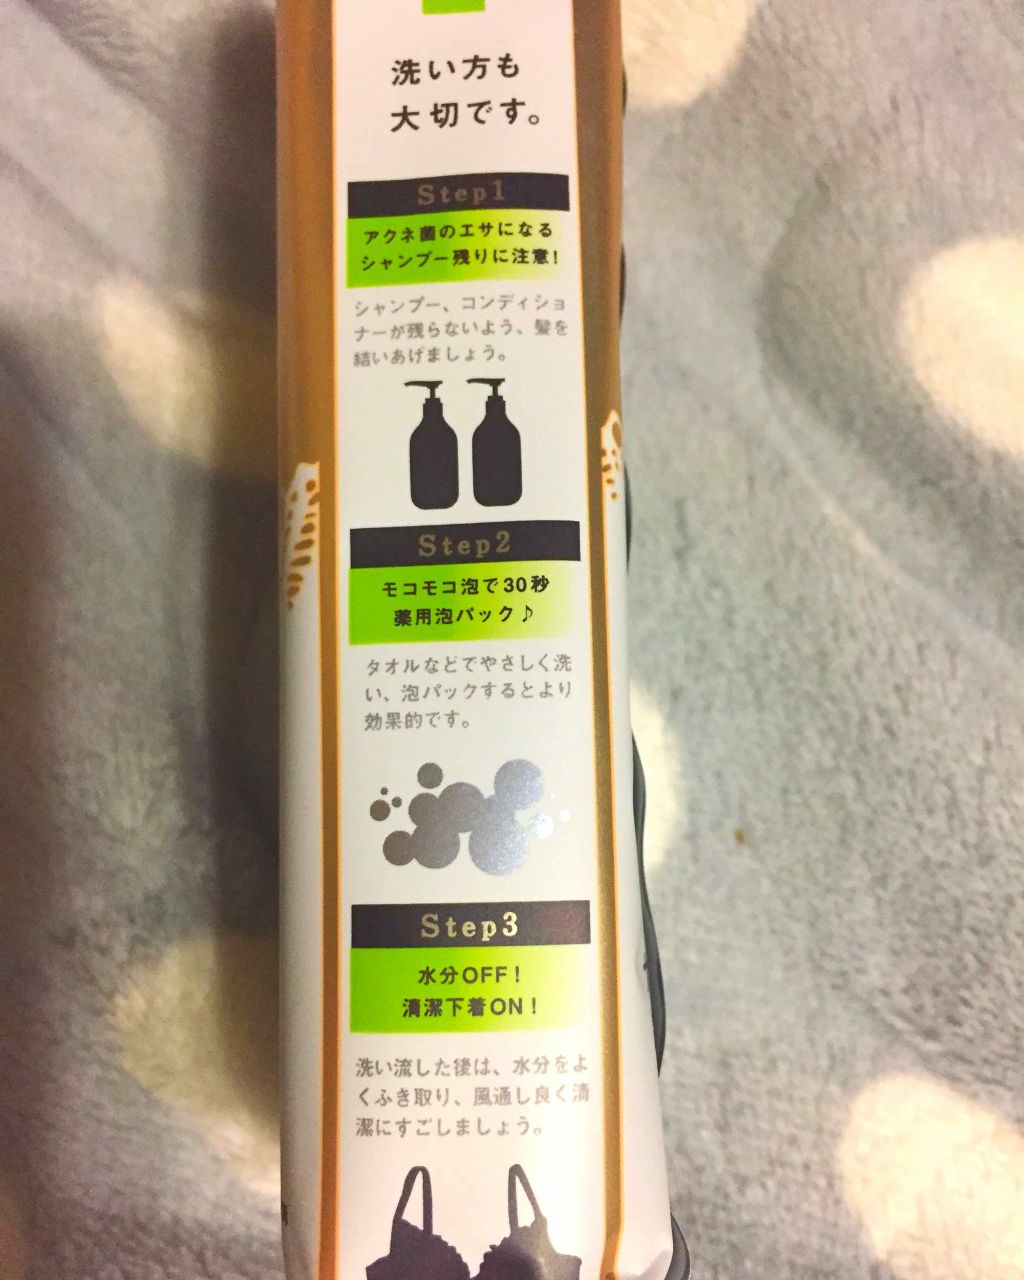 洗い方も
大切です。
Step1
アクネ菌のエサになる
シャンプー残りに注意!
シャンプー、コンディショ
ナーが残らないよう、髪を
結いあげましょう。
Step2
モコモコ泡で30秒
薬用泡パック♪
タオルなどでやさしく洗
い、泡パックするとより
効果的です。
Step3
水分OFF!
清潔下着ON!
洗い流した後は、水分をよ
くふき取り、風通し良く清
潔にすごしましょう。